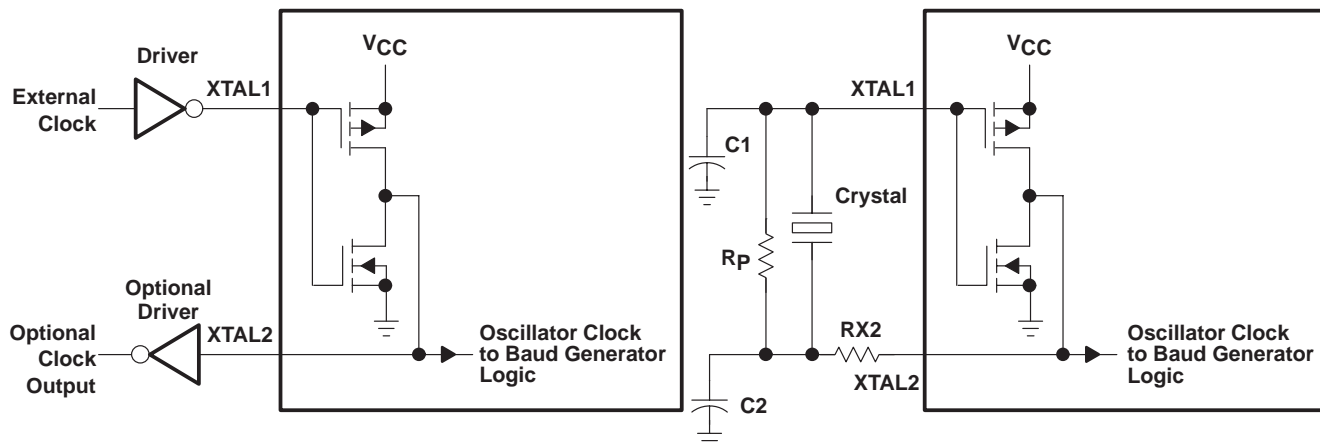 Driver
External
Clock
XTAL1
VCC
Optional
Driver
Optional
Clock
Output
XTAL2
Oscillator Clock
to Baud Generator
Logic
XTAL1
VCC
C1
Crystal
RP
RX2
XTAL2
C2
Oscillator Clock
to Baud Generator
Logic